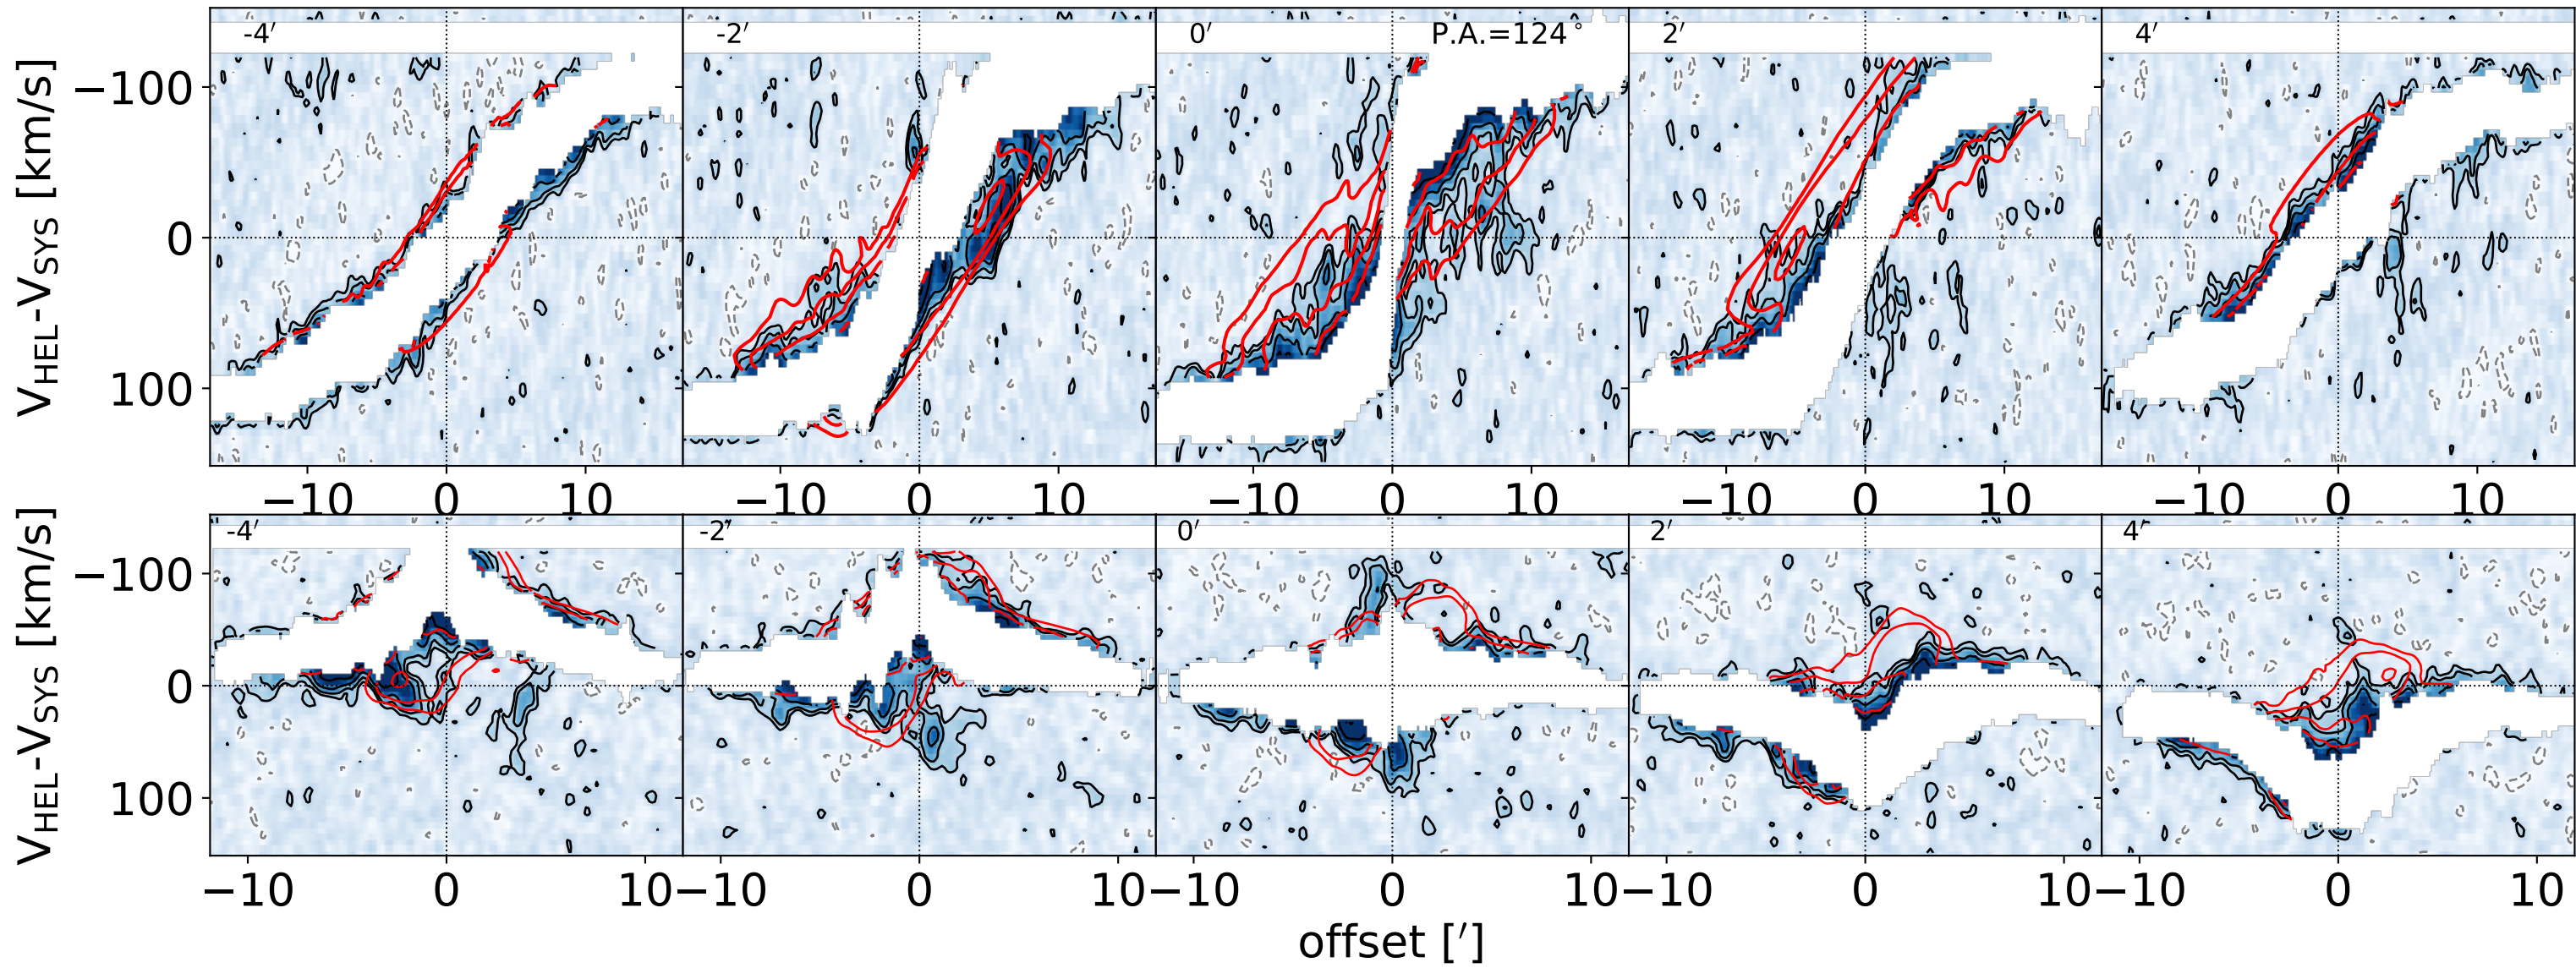 -4′ -2′ 0′ P.A.=124° 2′ 4′
V_HEL-V_SYS [km/s]
−100
0
100
−10 0 10 −10 0 10 −10 0 10 −10 0 10 −10 0 10
-4′ -2′ 0′ 2′ 4′
V_HEL-V_SYS [km/s]
−100
0
100
−10 0 10 −10 0 10 −10 0 10 −10 0 10 −10 0 10
offset [′]